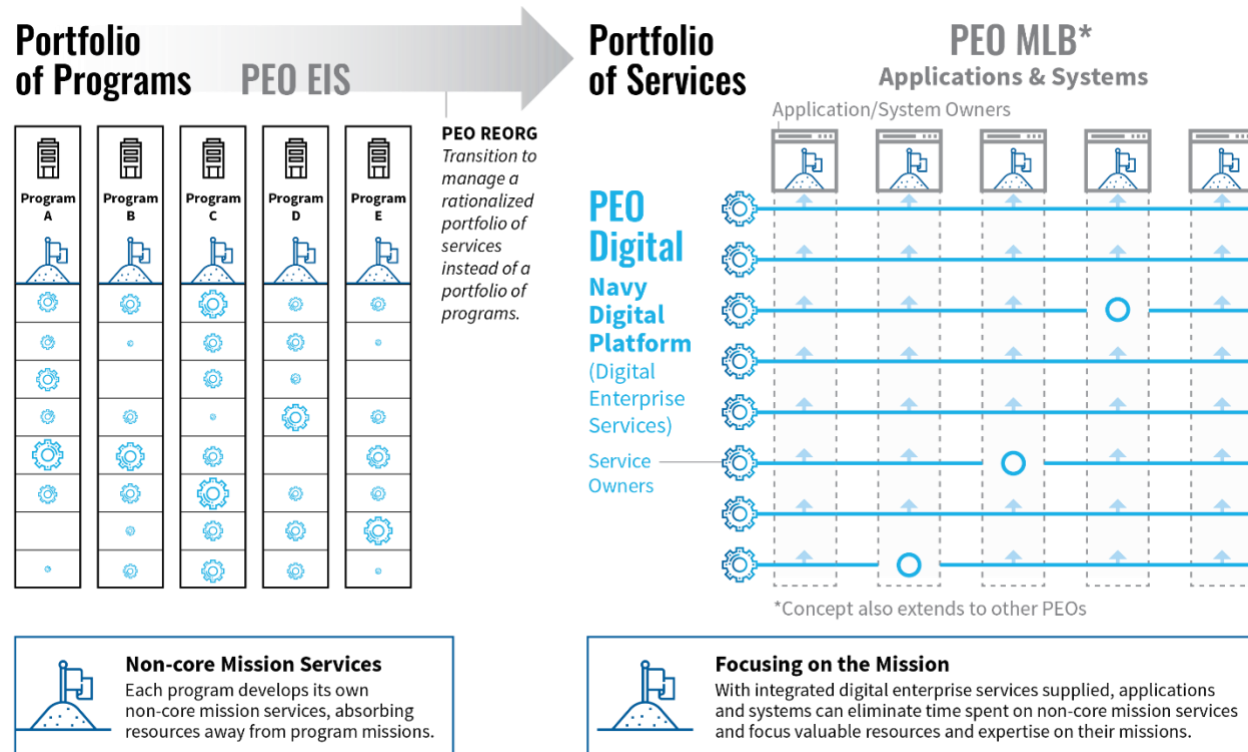 Portfolio
of Programs
PEO EIS
PEO REORG
Transition to
manage a
rationalized
portfolio of
services
instead of a
portfolio of
programs.
Program
A
Program
B
Program
C
Program
D
Program
E
Non-core Mission Services
Each program develops its own
non-core mission services, absorbing
resources away from program missions.
Portfolio
of Services
PEO MLB*
Applications & Systems
Application/System Owners
PEO
Digital
Navy
Digital
Platform
(Digital
Enterprise
Services)
Service
Owners
*Concept also extends to other PEOs
Focusing on the Mission
With integrated digital enterprise services supplied, applications
and systems can eliminate time spent on non-core mission services
and focus valuable resources and expertise on their missions.